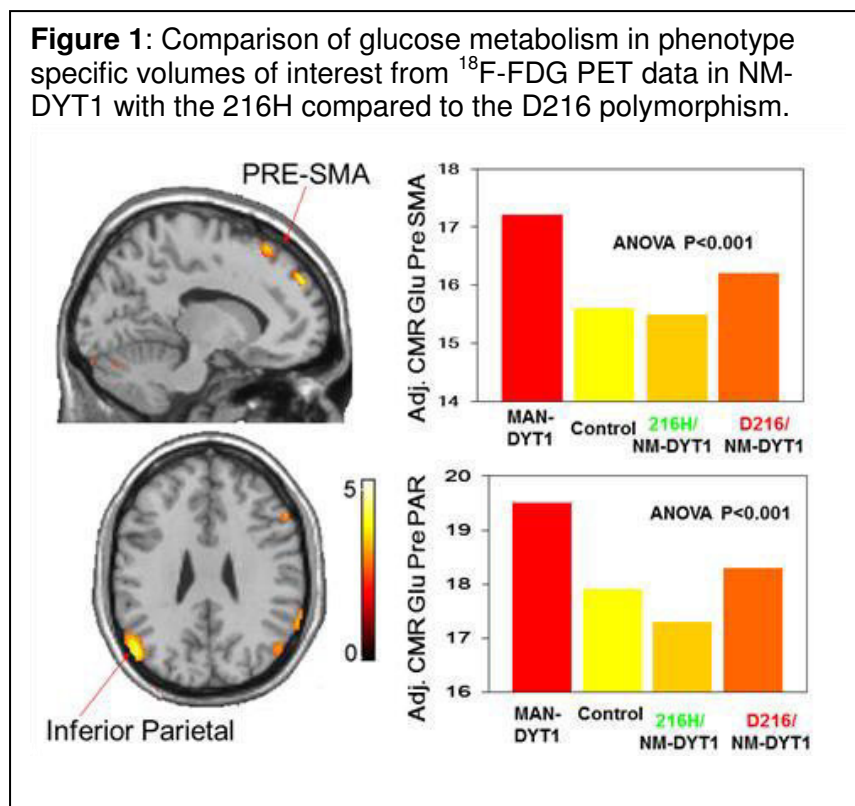 Figure 1: Comparison of glucose metabolism in phenotype
specific volumes of interest from ¹⁸F-FDG PET data in NM-
DYT1 with the 216H compared to the D216 polymorphism.
PRE-SMA
Inferior Parietal
5
0
Adj. CMR Glu Pre SMA
18
17
16
15
14
ANOVA P<0.001
MAN-
DYT1
Control
216H/
NM-DYT1
D216/
NM-DYT1
Adj. CMR Glu Pre PAR
20
19
18
17
16
ANOVA P<0.001
MAN-
DYT1
Control
216H/
NM-DYT1
D216/
NM-DYT1